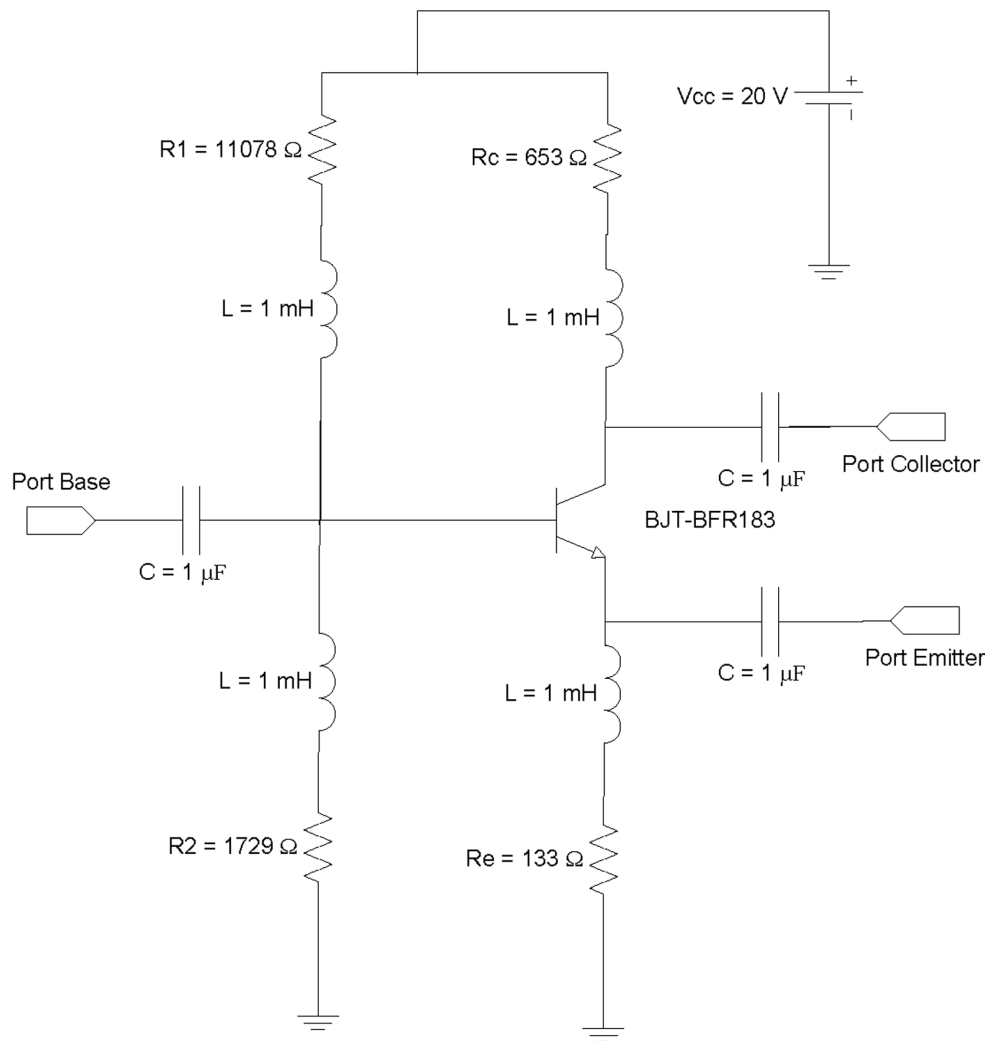 +
Vcc = 20 V
–
R1 = 11078 Ω
Rc = 653 Ω
L = 1 mH
L = 1 mH
Port Collector
C = 1 μF
Port Base
BJT-BFR183
C = 1 μF
Port Emitter
C = 1 μF
L = 1 mH
L = 1 mH
R2 = 1729 Ω
Re = 133 Ω